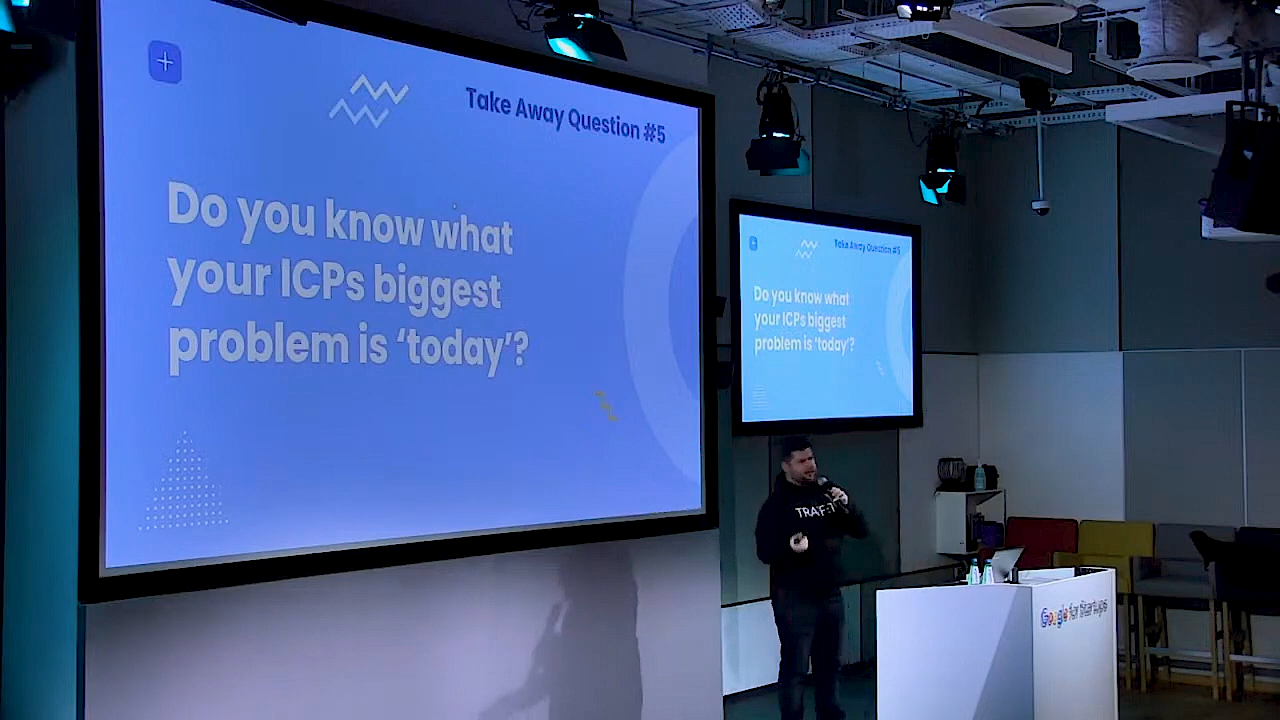 Take Away Question #5
Do you know what
your ICPs biggest
problem is ‘today’?
Take Away Question #5
Do you know what
your ICPs biggest
problem is ‘today’?
Google for Startups